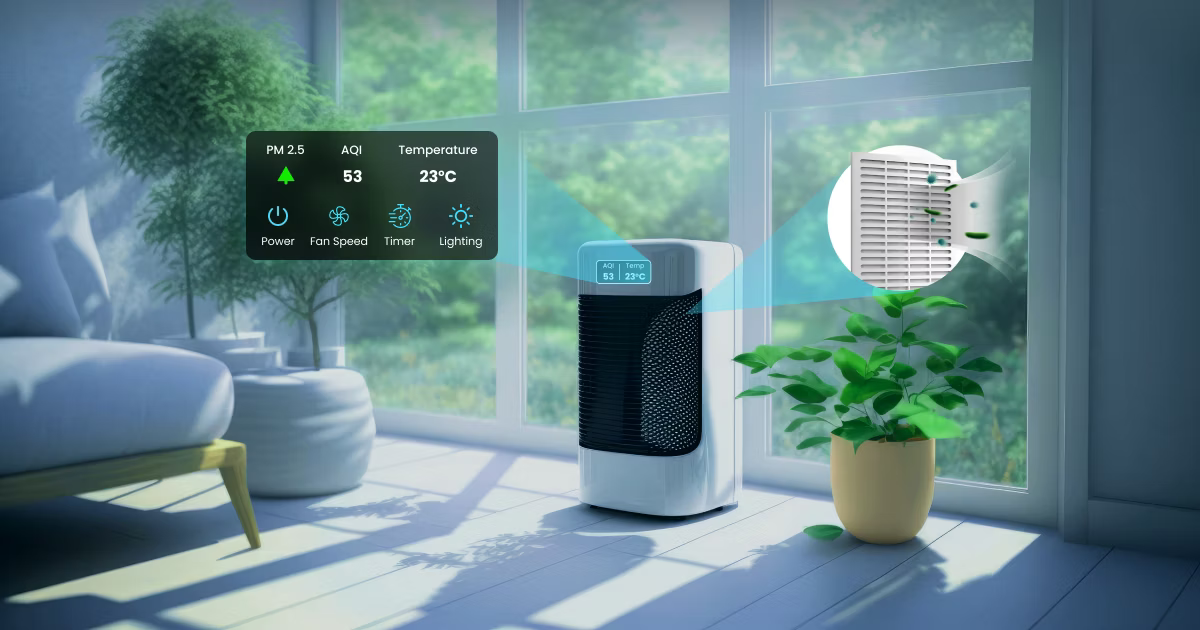 PM 2.5 AQI Temperature
53 23°C
Power Fan Speed Timer Lighting
AQI Temp
53 23°C